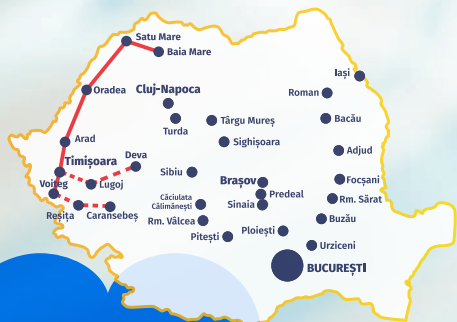 Satu Mare
Baia Mare
Iași
Oradea
Cluj-Napoca
Roman
Turda
Târgu Mureș
Bacău
Arad
Sighișoara
Adjud
Timișoara
Deva
Sibiu
Brașov
Focșani
Voiteg
Lugoj
Predeal
Rm. Sărat
Reșița
Caransebeș
Căciulata
Călimănești
Sinaia
Rm. Vâlcea
Buzău
Pitești
Ploiești
Urziceni
BUCUREȘTI